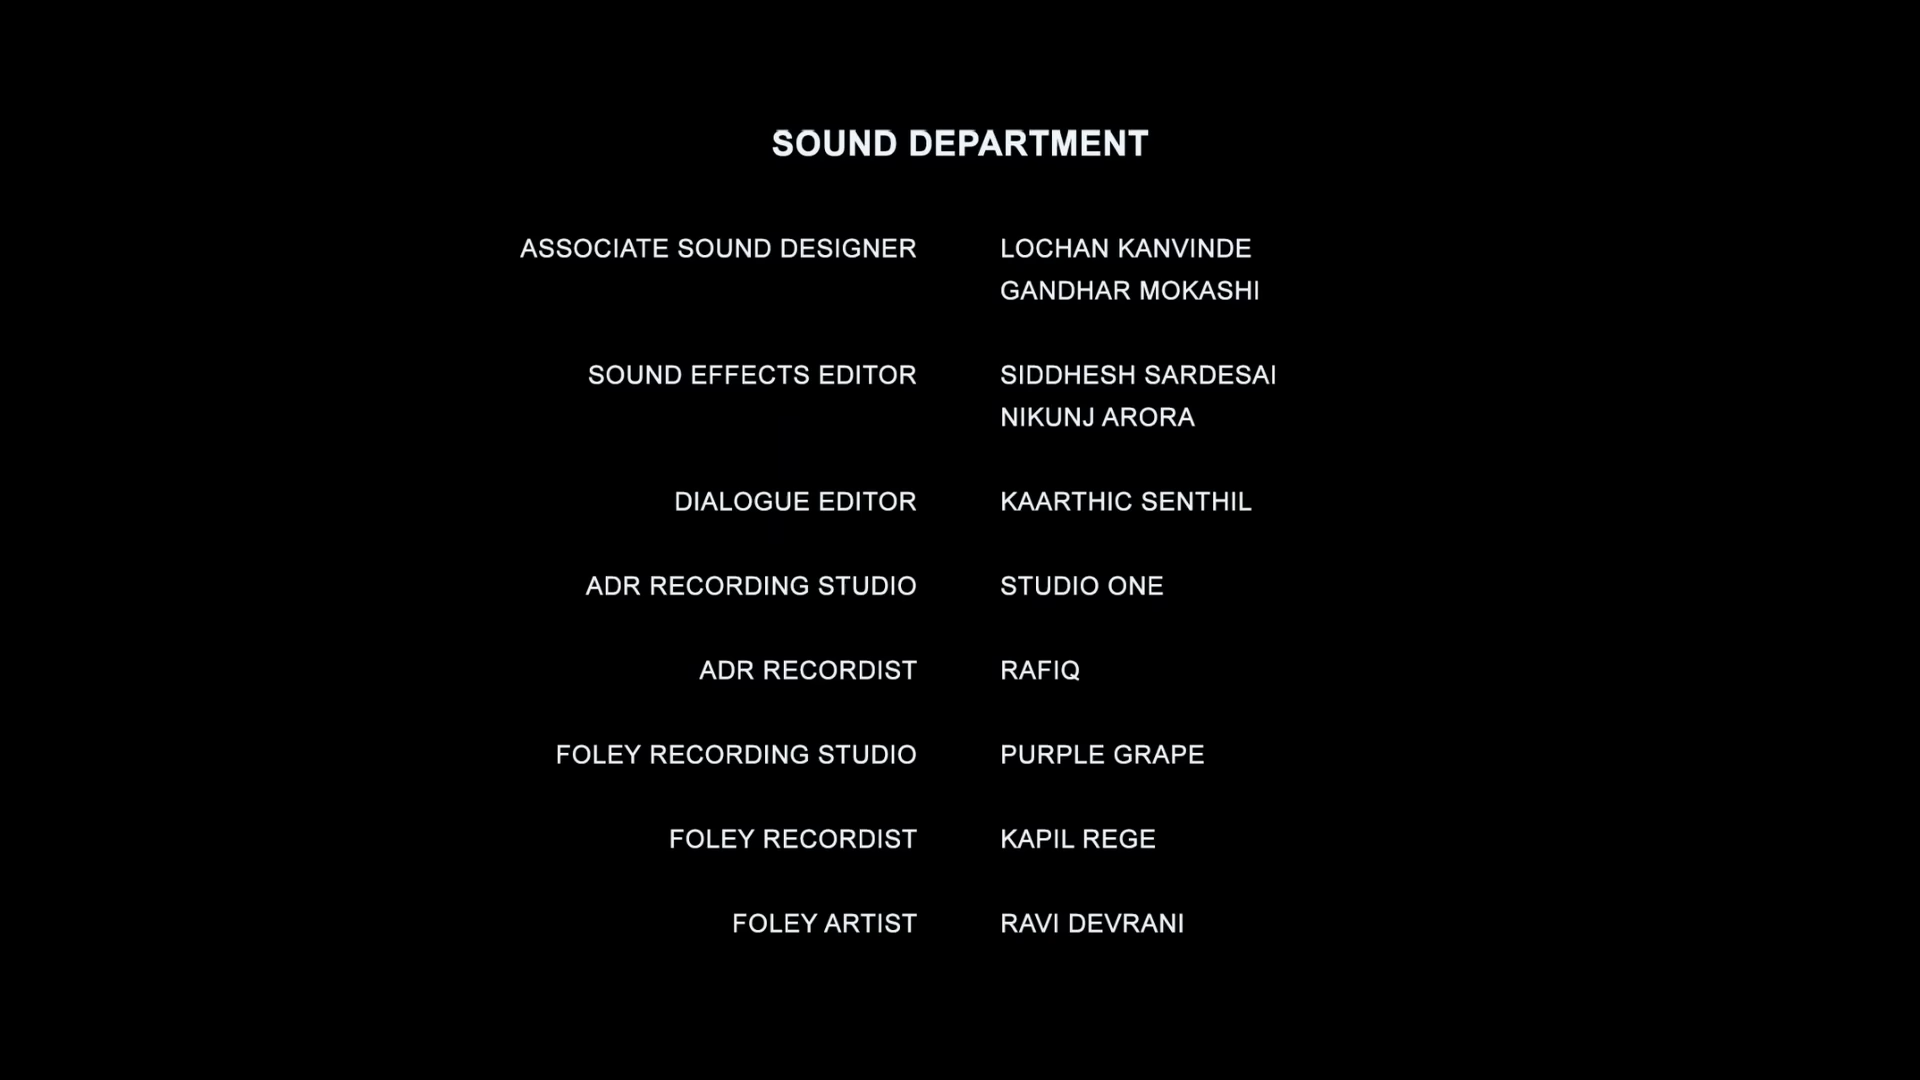 SOUND DEPARTMENT
ASSOCIATE SOUND DESIGNER LOCHAN KANVINDE
GANDHAR MOKASHI
SOUND EFFECTS EDITOR SIDDHESH SARDESAI
NIKUNJ ARORA
DIALOGUE EDITOR KAARTHIC SENTHIL
ADR RECORDING STUDIO STUDIO ONE
ADR RECORDIST RAFIQ
FOLEY RECORDING STUDIO PURPLE GRAPE
FOLEY RECORDIST KAPIL REGE
FOLEY ARTIST RAVI DEVRANI